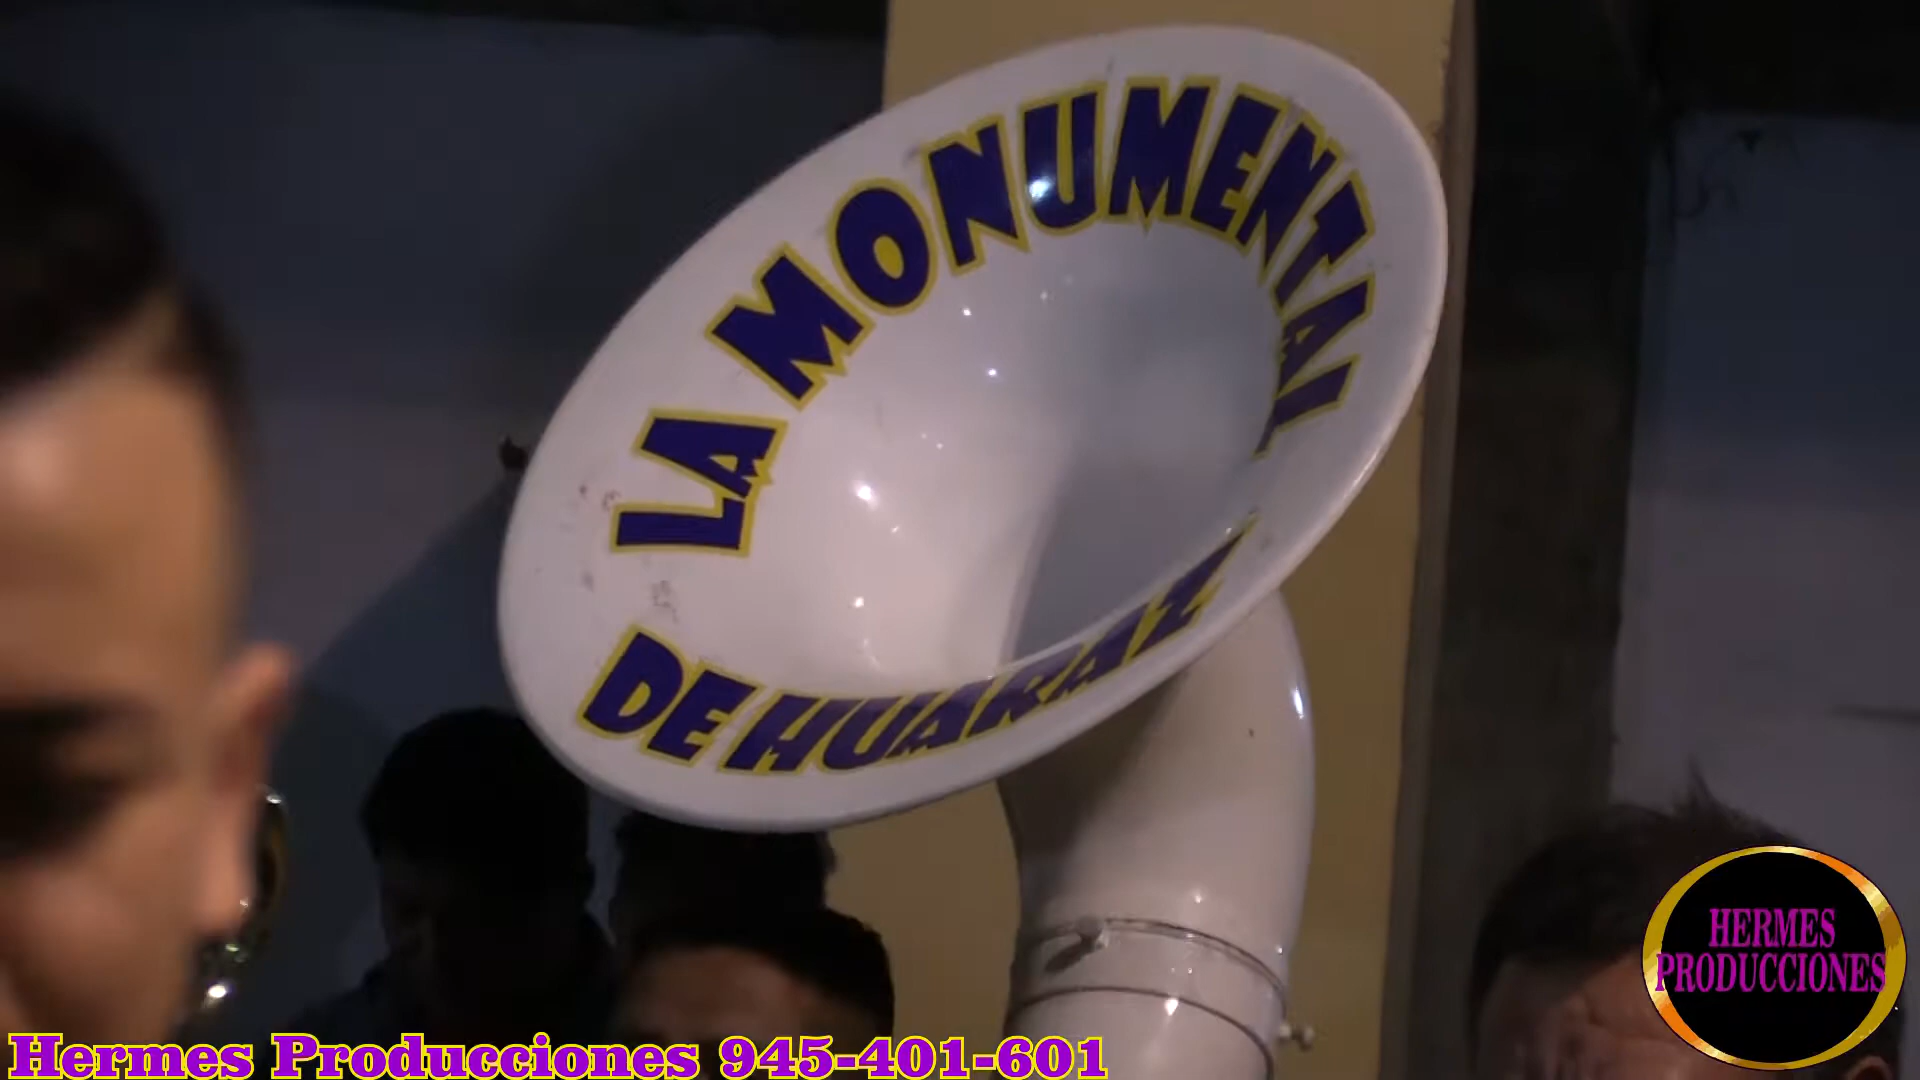 LA MONUMENTAL
DE HUARAZ
HERMES
PRODUCCIONES
Hermes Producciones 945-401-601